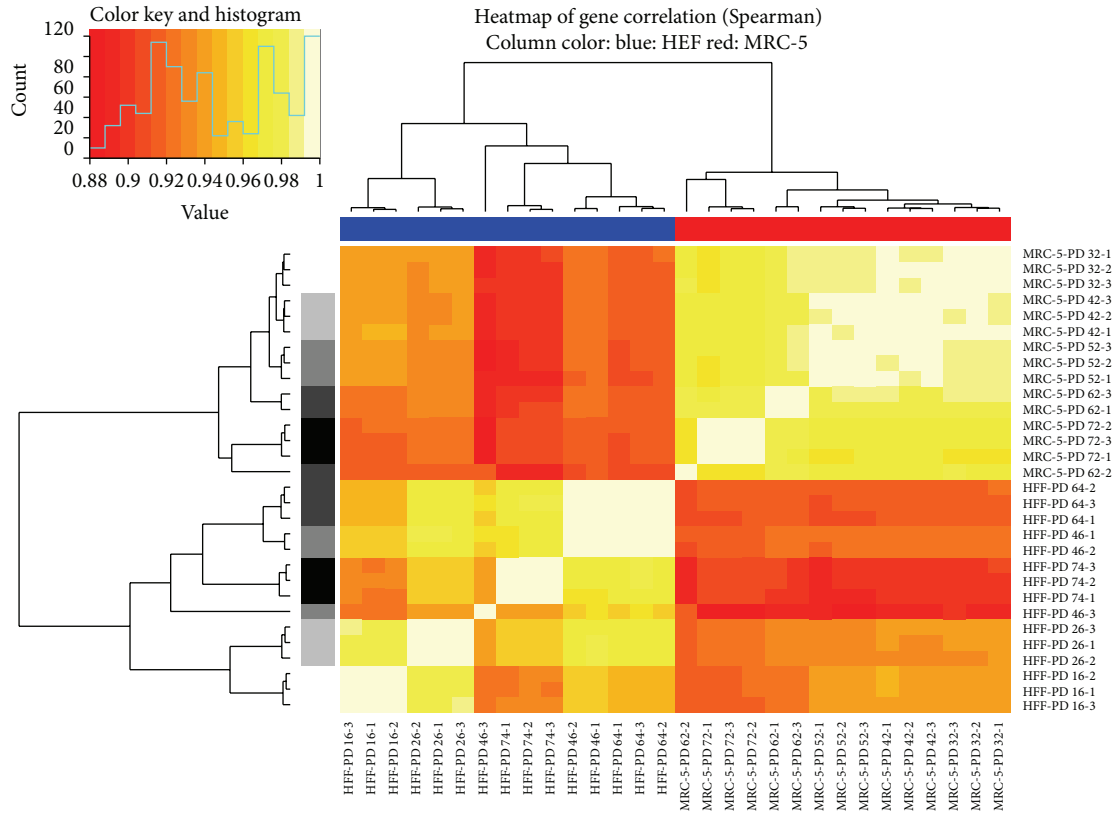 Color key and histogram
Count
120
80
60
40
20
0
0.88 0.9 0.92 0.94 0.96 0.98 1
Value
Heatmap of gene correlation (Spearman)
Column color: blue: HEF red: MRC-5
MRC-5-PD 32-1
MRC-5-PD 32-2
MRC-5-PD 32-3
MRC-5-PD 42-3
MRC-5-PD 42-2
MRC-5-PD 42-1
MRC-5-PD 52-3
MRC-5-PD 52-2
MRC-5-PD 52-1
MRC-5-PD 62-3
MRC-5-PD 62-1
MRC-5-PD 72-2
MRC-5-PD 72-3
MRC-5-PD 72-1
MRC-5-PD 62-2
HFF-PD 64-2
HFF-PD 64-3
HFF-PD 64-1
HFF-PD 46-1
HFF-PD 46-2
HFF-PD 74-3
HFF-PD 74-2
HFF-PD 74-1
HFF-PD 46-3
HFF-PD 26-3
HFF-PD 26-1
HFF-PD 26-2
HFF-PD 16-2
HFF-PD 16-1
HFF-PD 16-3
HFF-PD 16-3
HFF-PD 16-1
HFF-PD 16-2
HFF-PD 26-2
HFF-PD 26-1
HFF-PD 26-3
HFF-PD 46-3
HFF-PD 74-1
HFF-PD 74-2
HFF-PD 74-3
HFF-PD 46-2
HFF-PD 46-1
HFF-PD 64-1
HFF-PD 64-3
HFF-PD 64-2
MRC-5-PD 62-2
MRC-5-PD 72-1
MRC-5-PD 72-3
MRC-5-PD 72-2
MRC-5-PD 62-1
MRC-5-PD 62-3
MRC-5-PD 52-1
MRC-5-PD 52-2
MRC-5-PD 52-3
MRC-5-PD 42-1
MRC-5-PD 42-2
MRC-5-PD 42-3
MRC-5-PD 32-3
MRC-5-PD 32-2
MRC-5-PD 32-1